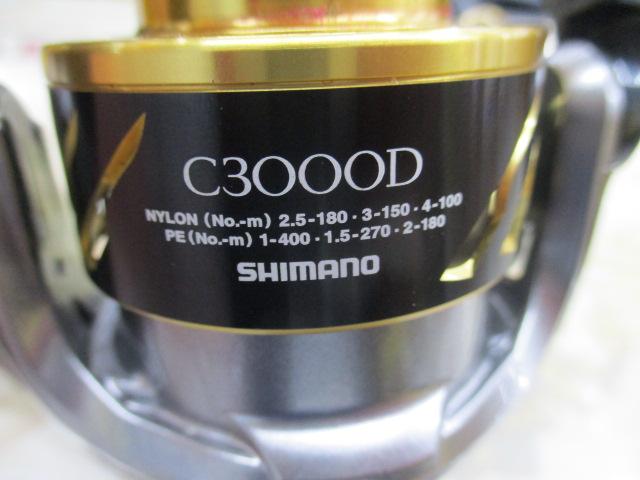 C3000D
NYLON (No.-m) 2.5-180·3-150·4-100
PE (No.-m) 1-400·1.5-270·2-180
SHIMANO